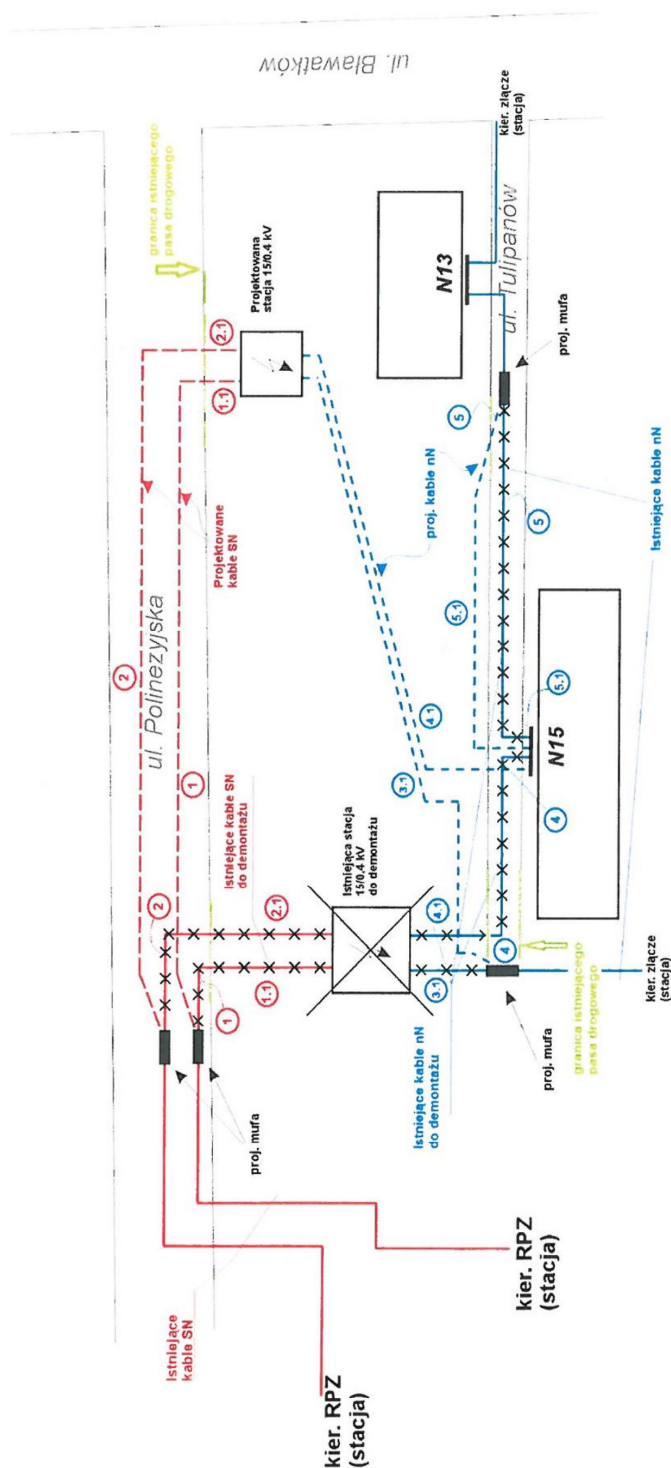 ul. Bławatków
granica istniejącego
pasa drogowego
Projektowana
stacja 15/0,4 kV
2.1
1.1
N13
ul. Tulipanów
kier. złącze
(stacja)
proj. mufa
Projektowane
kable SN
ul. Polinezyjska
2
1
proj. kable nN
5
5
5.1
5.1
4.1
3.1
Istniejące kable nN
N15
4
4
Istniejące kable SN
do demontażu
Istniejąca stacja
15/0,4 kV
do demontażu
2
1
2.1
1.1
4.1
3.1
proj. mufa
Istniejące kable nN
do demontażu
proj. mufa
granica istniejącego
pasa drogowego
kier. złącze
(stacja)
Istniejące
kable SN
kier. RPZ
(stacja)
kier. RPZ
(stacja)